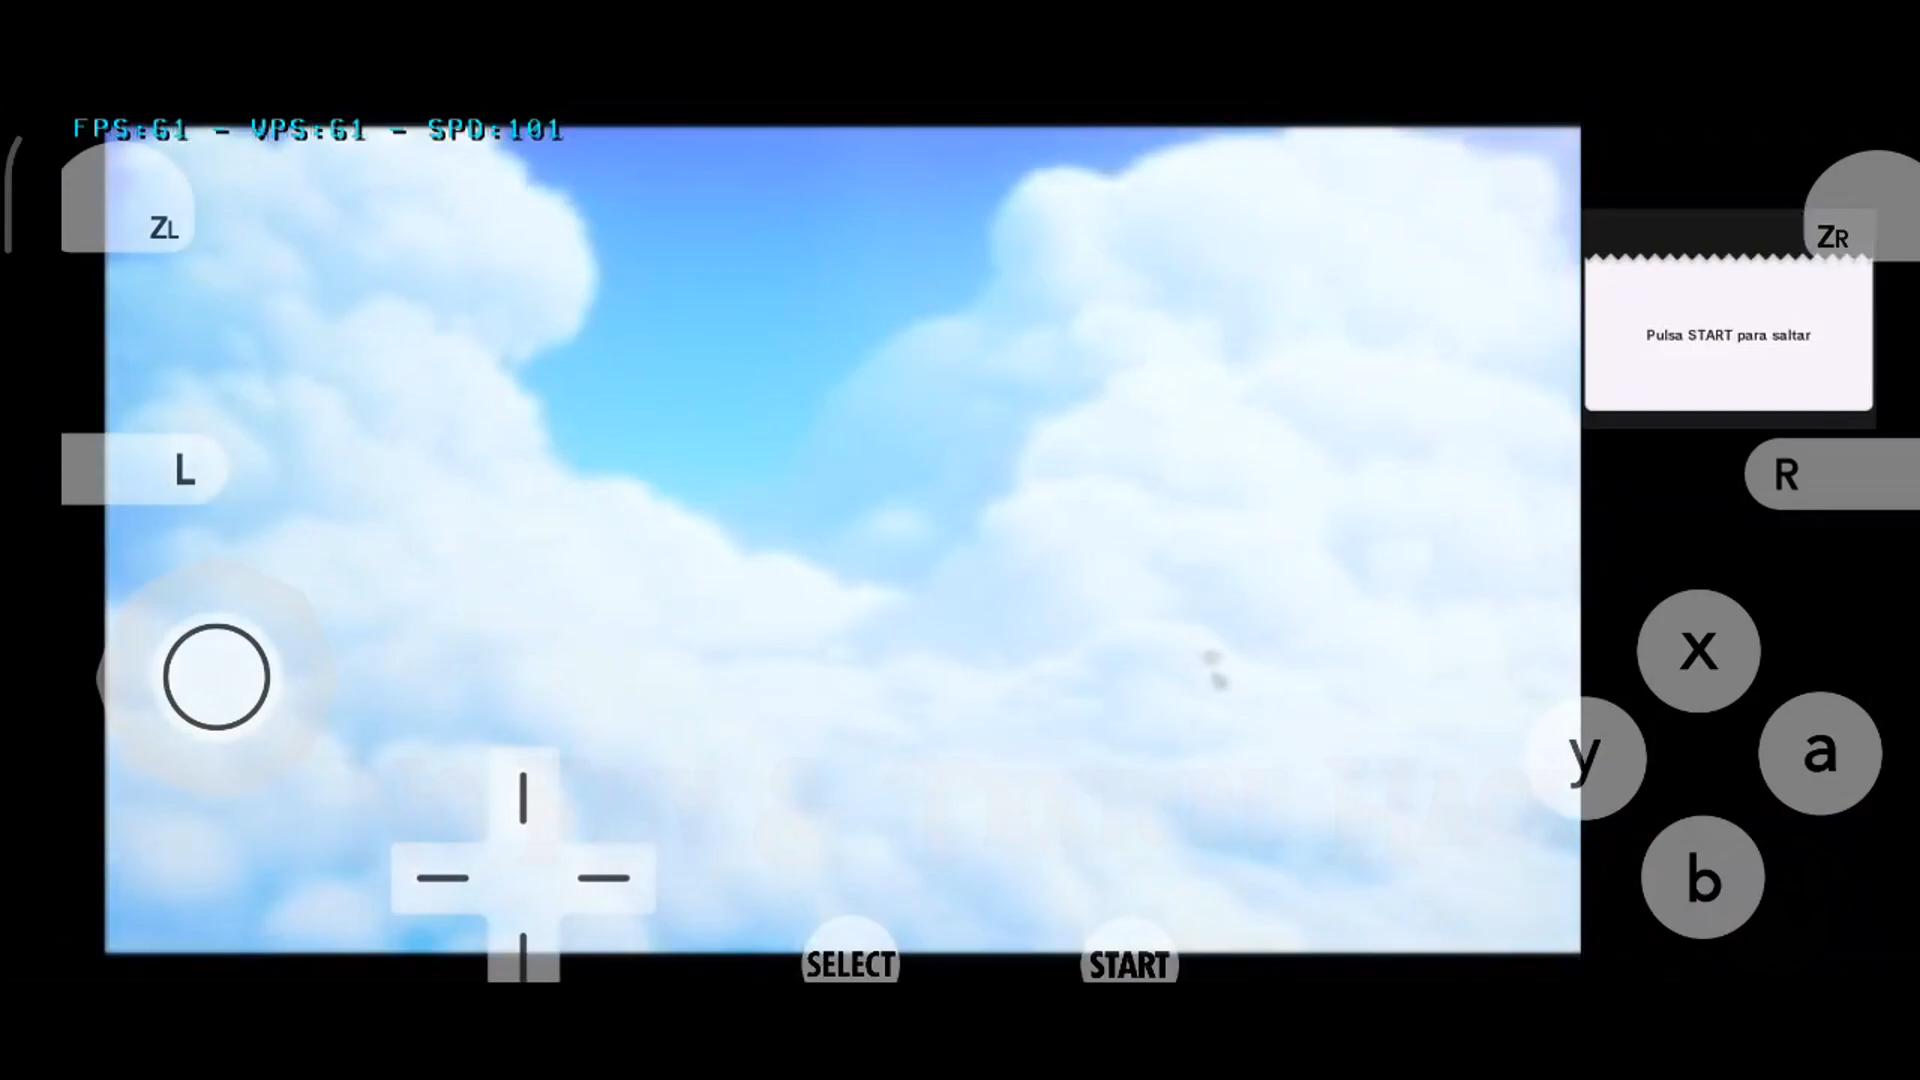 FPS:61 - VPS:61 - SPD:101
ZL
ZR
Pulsa START para saltar
L
R
x
y
a
b
SELECT
START